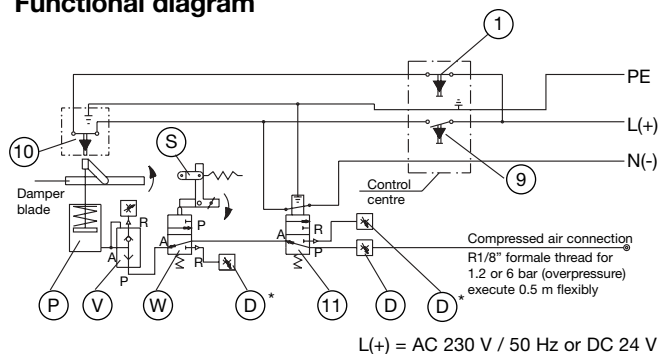 Functional diagram
1
PE
L(+)
10
S
9
N(-)
Damper
blade
Control
centre
R
P
A
R
A
P
R
A
P
Compressed air connection
R1/8” formale thread for
1.2 or 6 bar (overpressure)
execute 0.5 m flexibly
P
V
W
D *
11
D
D *
L(+) = AC 230 V / 50 Hz or DC 24 V